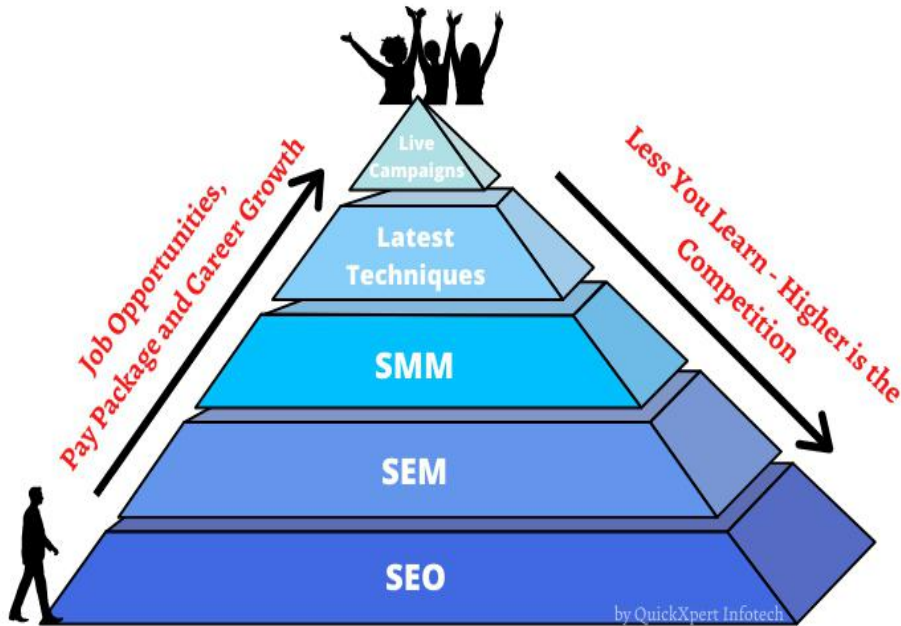 Live
Campaigns
Latest
Techniques
SMM
SEM
SEO
Job Opportunities,
Pay Package and Career Growth
Less You Learn - Higher is the
Competition
by QuickXpert Infotech